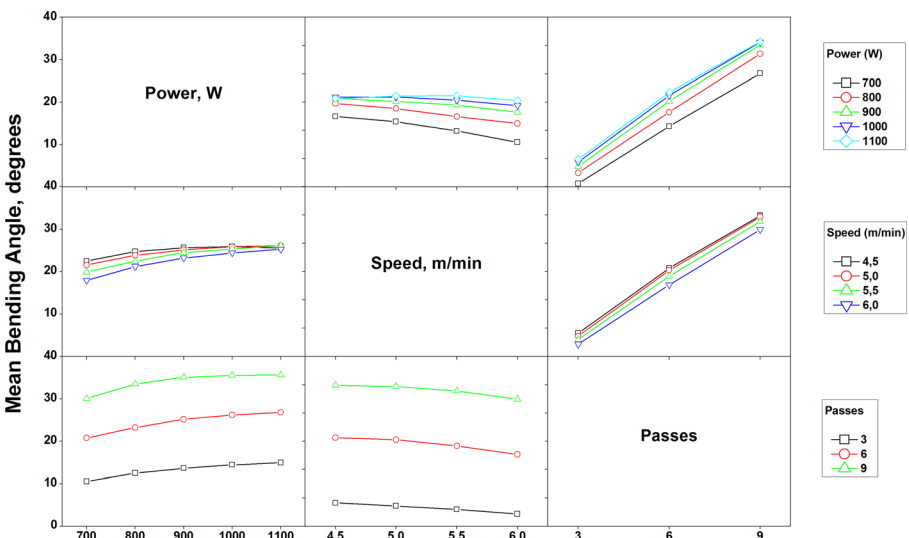 Mean Bending Angle, degrees
40
30
20
10
40
30
20
10
40
30
20
10
0
Power, W
Speed, m/min
Passes
700 800 900 1000 1100
4,5 5,0 5,5 6,0
3 6 9
Power (W)
700
800
900
1000
1100
Speed (m/min)
4,5
5,0
5,5
6,0
Passes
3
6
9